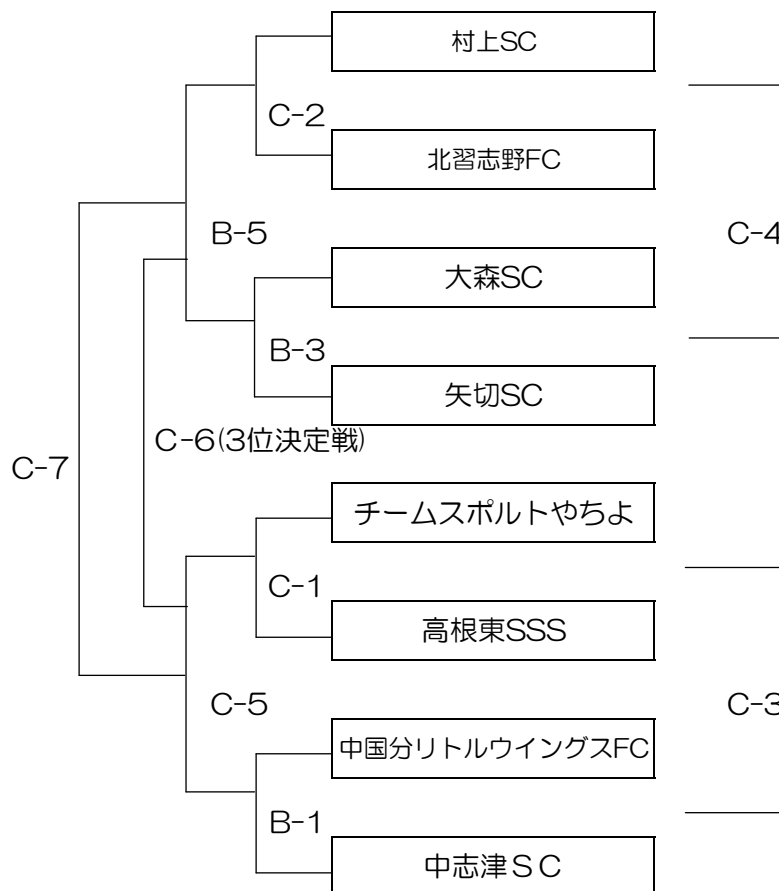 村上SC
C-2
北習志野FC
B-5
C-4
大森SC
B-3
矢切SC
C-6(3位決定戦)
C-7
チームスポルトやちよ
C-1
高根東SSS
C-5
C-3
中国分リトルウイングスFC
B-1
中志津ＳＣ